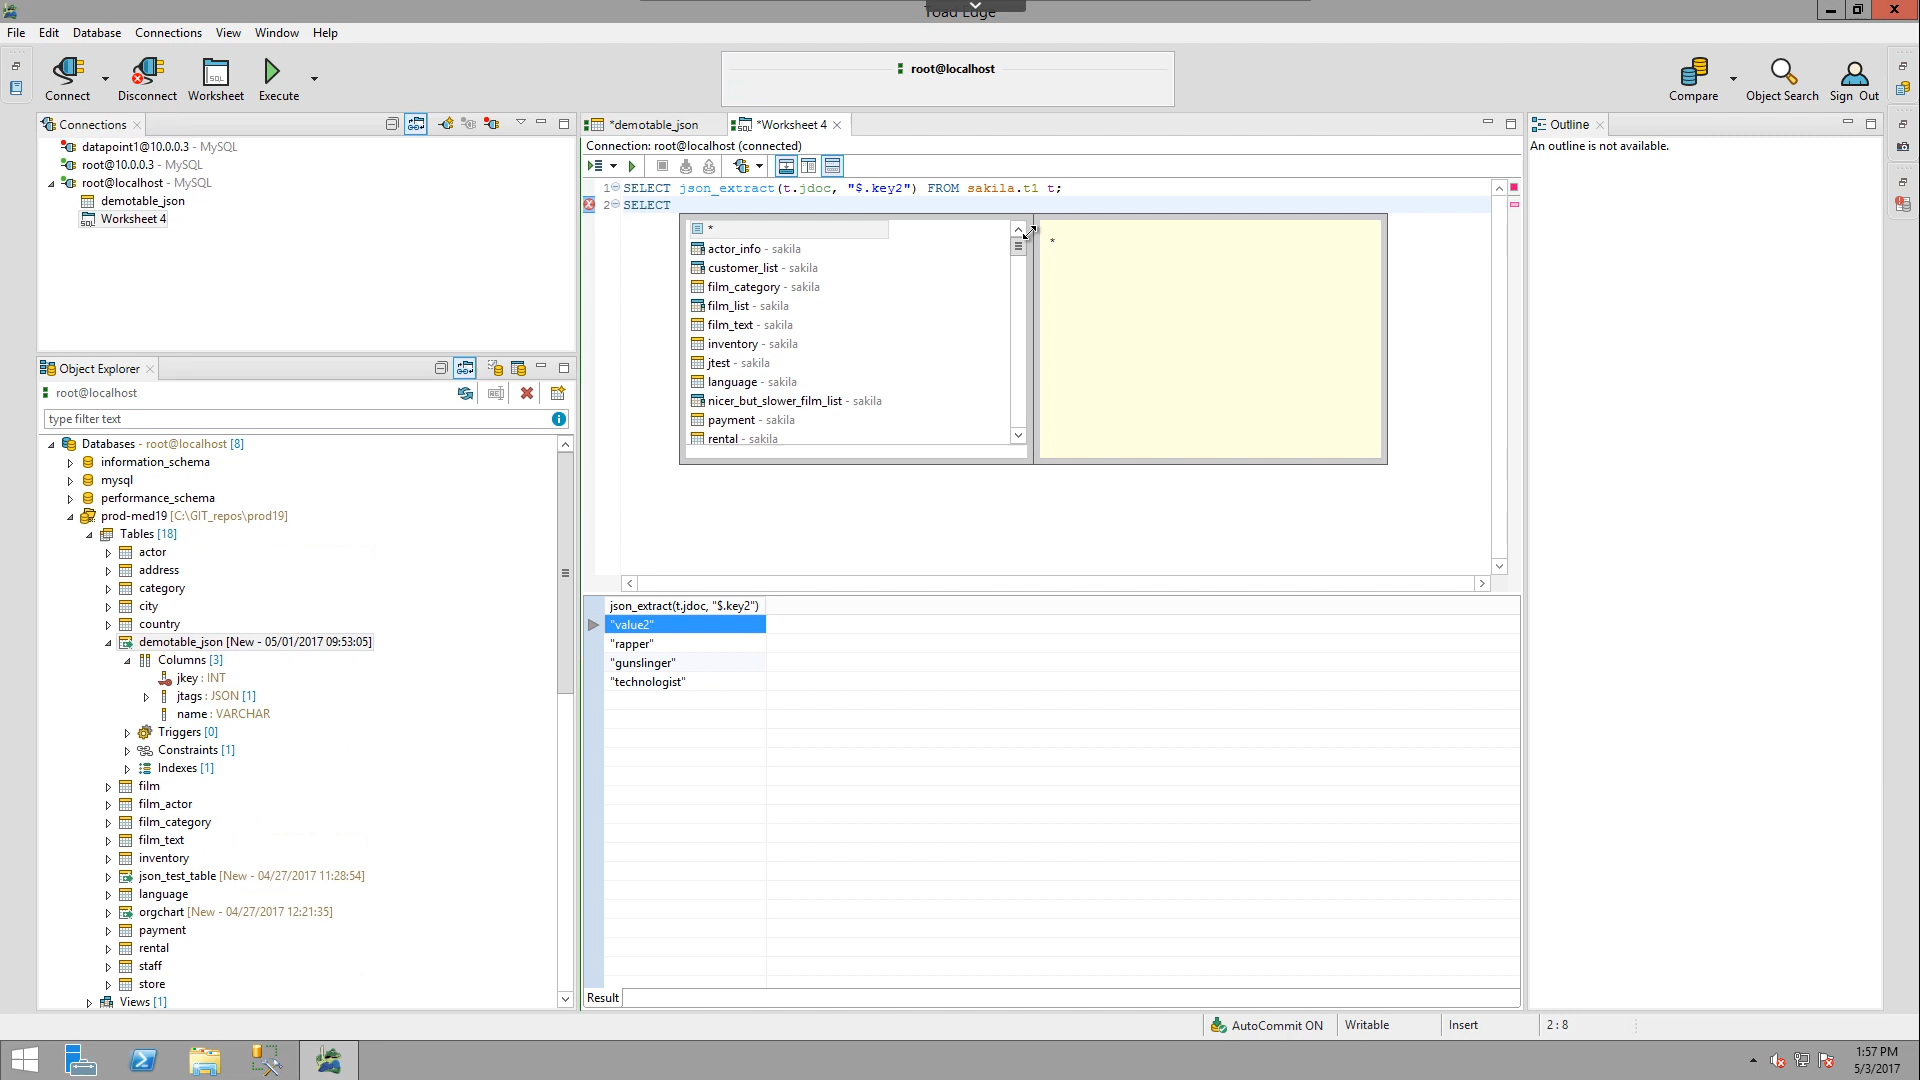 Toad Edge
File Edit Database Connections View Window Help
root@localhost
Connect Disconnect Worksheet Execute Compare Object Search Sign Out
Connections
datapoint1@10.0.0.3 - MySQL
root@10.0.0.3 - MySQL
root@localhost - MySQL
demotable_json
Worksheet 4
Object Explorer
root@localhost
type filter text
Databases - root@localhost [8]
information_schema
mysql
performance_schema
prod-med19 [C:\GIT_repos\prod19]
Tables [18]
actor
address
category
city
country
demotable_json [New - 05/01/2017 09:53:05]
Columns [3]
jkey : INT
jtags : JSON [1]
name : VARCHAR
Triggers [0]
Constraints [1]
Indexes [1]
film
film_actor
film_category
film_text
inventory
json_test_table [New - 04/27/2017 11:28:54]
language
orgchart [New - 04/27/2017 12:21:35]
payment
rental
staff
store
Views [1]
*demotable_json *Worksheet 4
Connection: root@localhost (connected)
1 SELECT json_extract(t.jdoc, "$.key2") FROM sakila.t1 t;
2 SELECT
*
actor_info - sakila
customer_list - sakila
film_category - sakila
film_list - sakila
film_text - sakila
inventory - sakila
jtest - sakila
language - sakila
nicer_but_slower_film_list - sakila
payment - sakila
rental - sakila
*
json_extract(t.jdoc, "$.key2")
"value2"
"rapper"
"gunslinger"
"technologist"
Result
Outline
An outline is not available.
AutoCommit ON Writable Insert 2 : 8
1:57 PM
5/3/2017